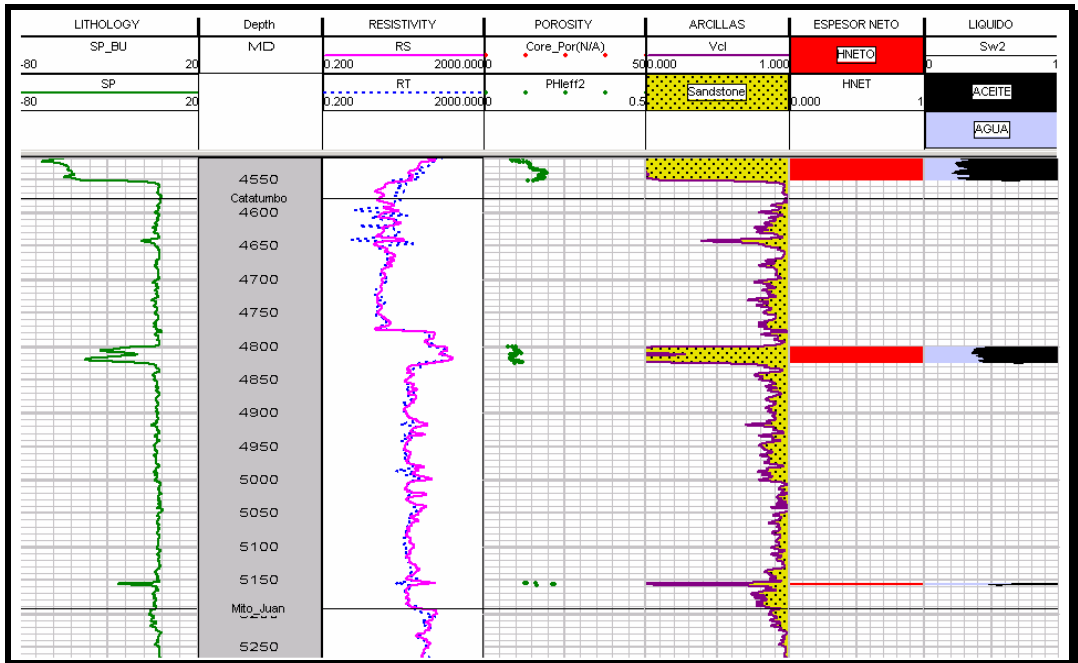 LITHOLOGY Depth RESISTIVITY POROSITY ARCILLAS ESPESOR NETO LIQUIDO
SP_BU MD RS Core_Por(N/A) Vcl HNETO Sw2
-80 20 0.200 2000.000 0 50 0.000 1.000 0 1
SP RT PHIeff2 Sandstone HNET ACEITE
-80 20 0.200 2000.000 0 0.5 0.000 1
AGUA
4550
Catatumbo
4600
4650
4700
4750
4800
4850
4900
4950
5000
5050
5100
5150
Mito_Juan
5250